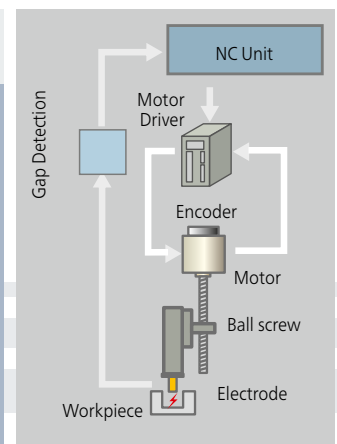 NC Unit
Motor
Driver
Gap Detection
Encoder
Motor
Ball screw
Electrode
Workpiece